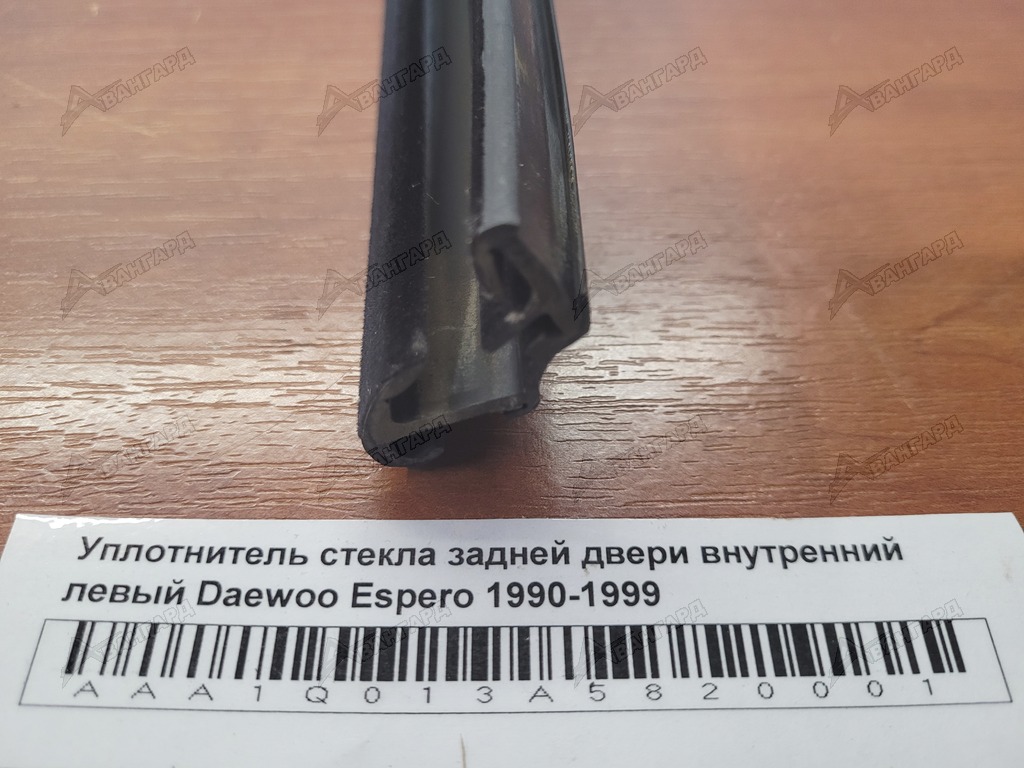 Уплотнитель стекла задней двери внутренний
левый Daewoo Espero 1990-1999
AAA1Q013A5820001
АВАНГАРД